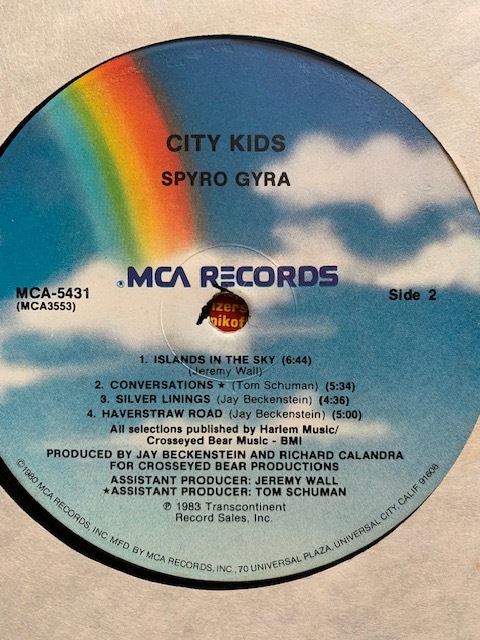 CITY KIDS
SPYRO GYRA
® MCA RECORDS
MCA-5431
(MCA3553)
Side 2
1. ISLANDS IN THE SKY (6:44)
(Jeremy Wall)
2. CONVERSATIONS ★ (Tom Schuman) (5:34)
3. SILVER LININGS (Jay Beckenstein) (4:36)
4. HAVERSTRAW ROAD (Jay Beckenstein) (5:00)
All selections published by Harlem Music/
Crosseyed Bear Music - BMI
PRODUCED BY JAY BECKENSTEIN AND RICHARD CALANDRA
FOR CROSSEYED BEAR PRODUCTIONS
ASSISTANT PRODUCER: JEREMY WALL
★ASSISTANT PRODUCER: TOM SCHUMAN
℗ 1983 Transcontinent
Record Sales, Inc.
©1980 MCA RECORDS, INC. MFD. BY MCA RECORDS, INC., 70 UNIVERSAL PLAZA, UNIVERSAL CITY, CALIF. 91608